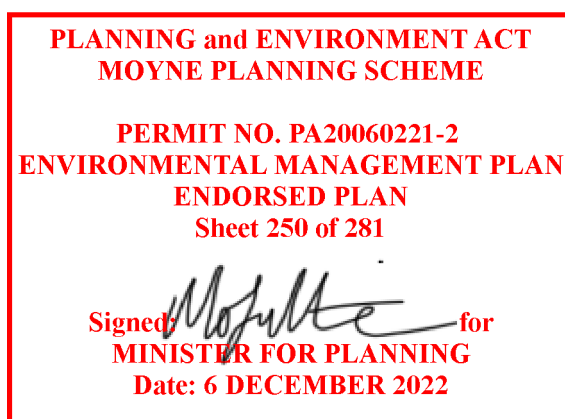 PLANNING and ENVIRONMENT ACT
MOYNE PLANNING SCHEME
PERMIT NO. PA20060221-2
ENVIRONMENTAL MANAGEMENT PLAN
ENDORSED PLAN
Sheet 250 of 281
Signed: for
MINISTER FOR PLANNING
Date: 6 DECEMBER 2022